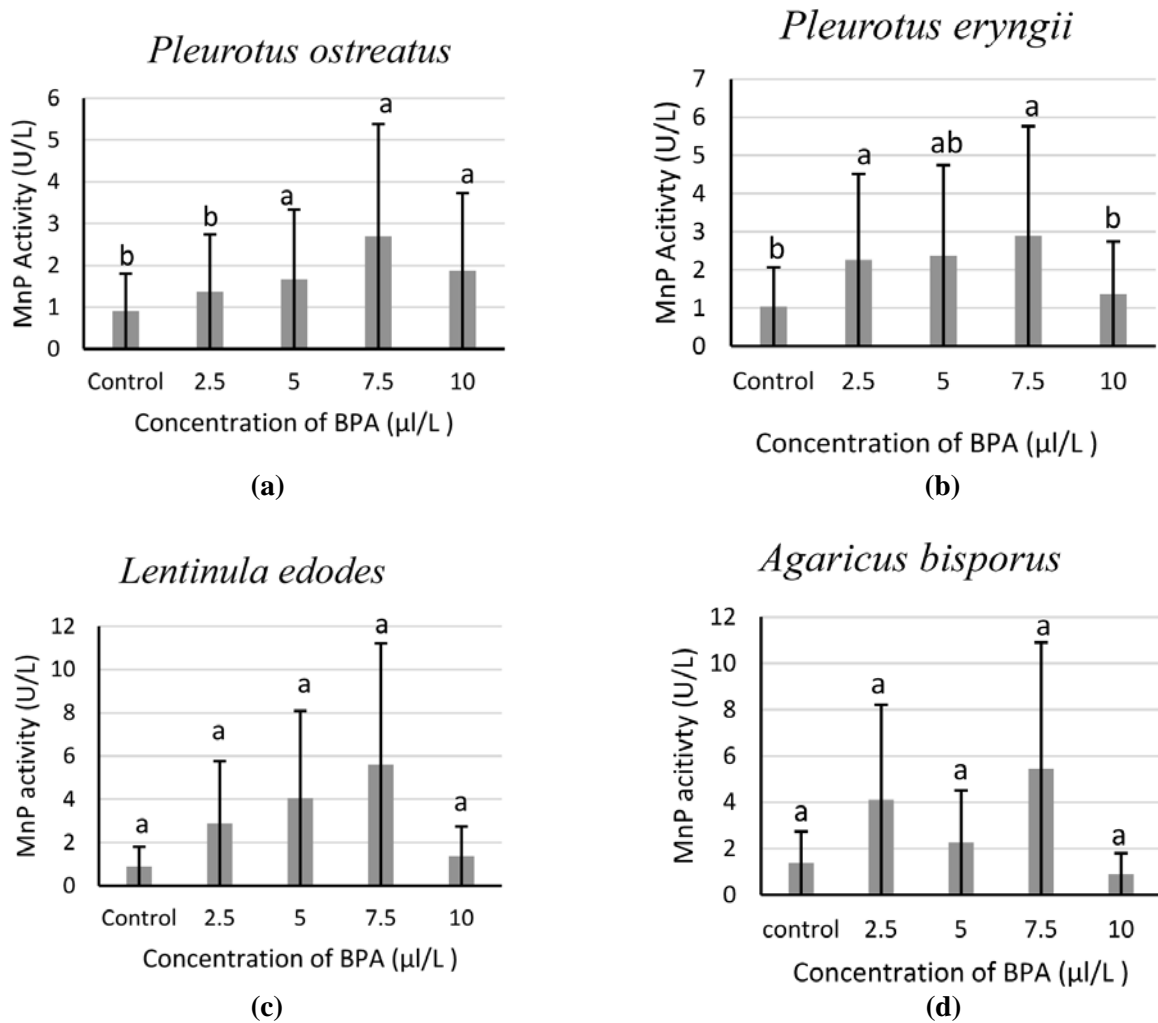 Pleurotus ostreatus
MnP Activity (U/L)
6
5
4
3
2
1
0
b
b
a
a
a
Control 2.5 5 7.5 10
Concentration of BPA (µl/L )
(a)
Pleurotus eryngii
MnP Acitivty (U/L)
7
6
5
4
3
2
1
0
b
a
ab
a
b
Control 2.5 5 7.5 10
Concentration of BPA (µl/L )
(b)
Lentinula edodes
MnP activity (U/L)
12
10
8
6
4
2
0
a
a
a
a
a
Control 2.5 5 7.5 10
Concentration of BPA (µl/L )
(c)
Agaricus bisporus
MnP acitivty (U/L)
12
10
8
6
4
2
0
a
a
a
a
a
control 2.5 5 7.5 10
Concentration of BPA (µl/L )
(d)